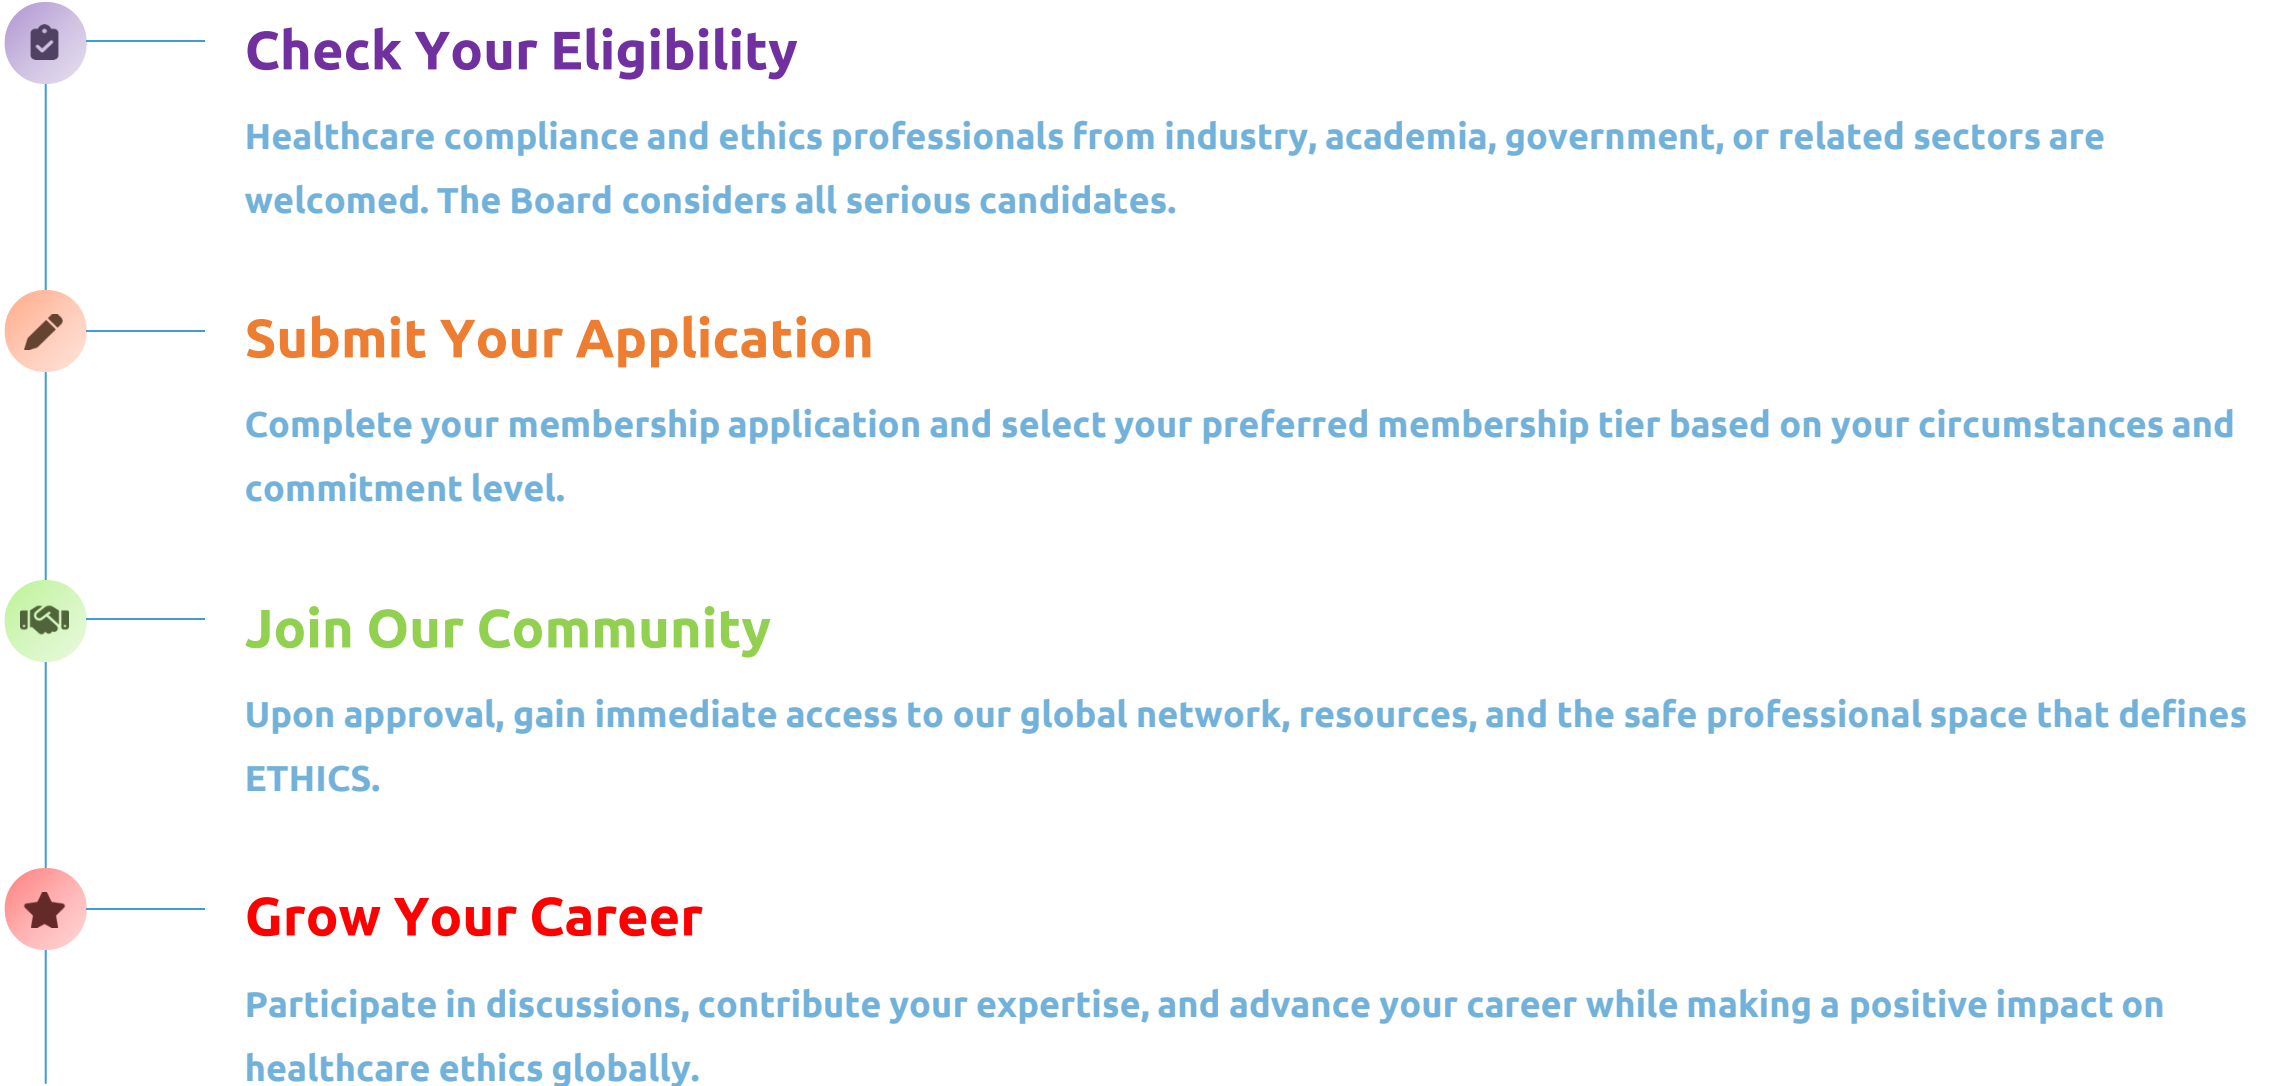 Check Your Eligibility
Healthcare compliance and ethics professionals from industry, academia, government, or related sectors are
welcomed. The Board considers all serious candidates.
Submit Your Application
Complete your membership application and select your preferred membership tier based on your circumstances and
commitment level.
Join Our Community
Upon approval, gain immediate access to our global network, resources, and the safe professional space that defines
ETHICS.
Grow Your Career
Participate in discussions, contribute your expertise, and advance your career while making a positive impact on
healthcare ethics globally.